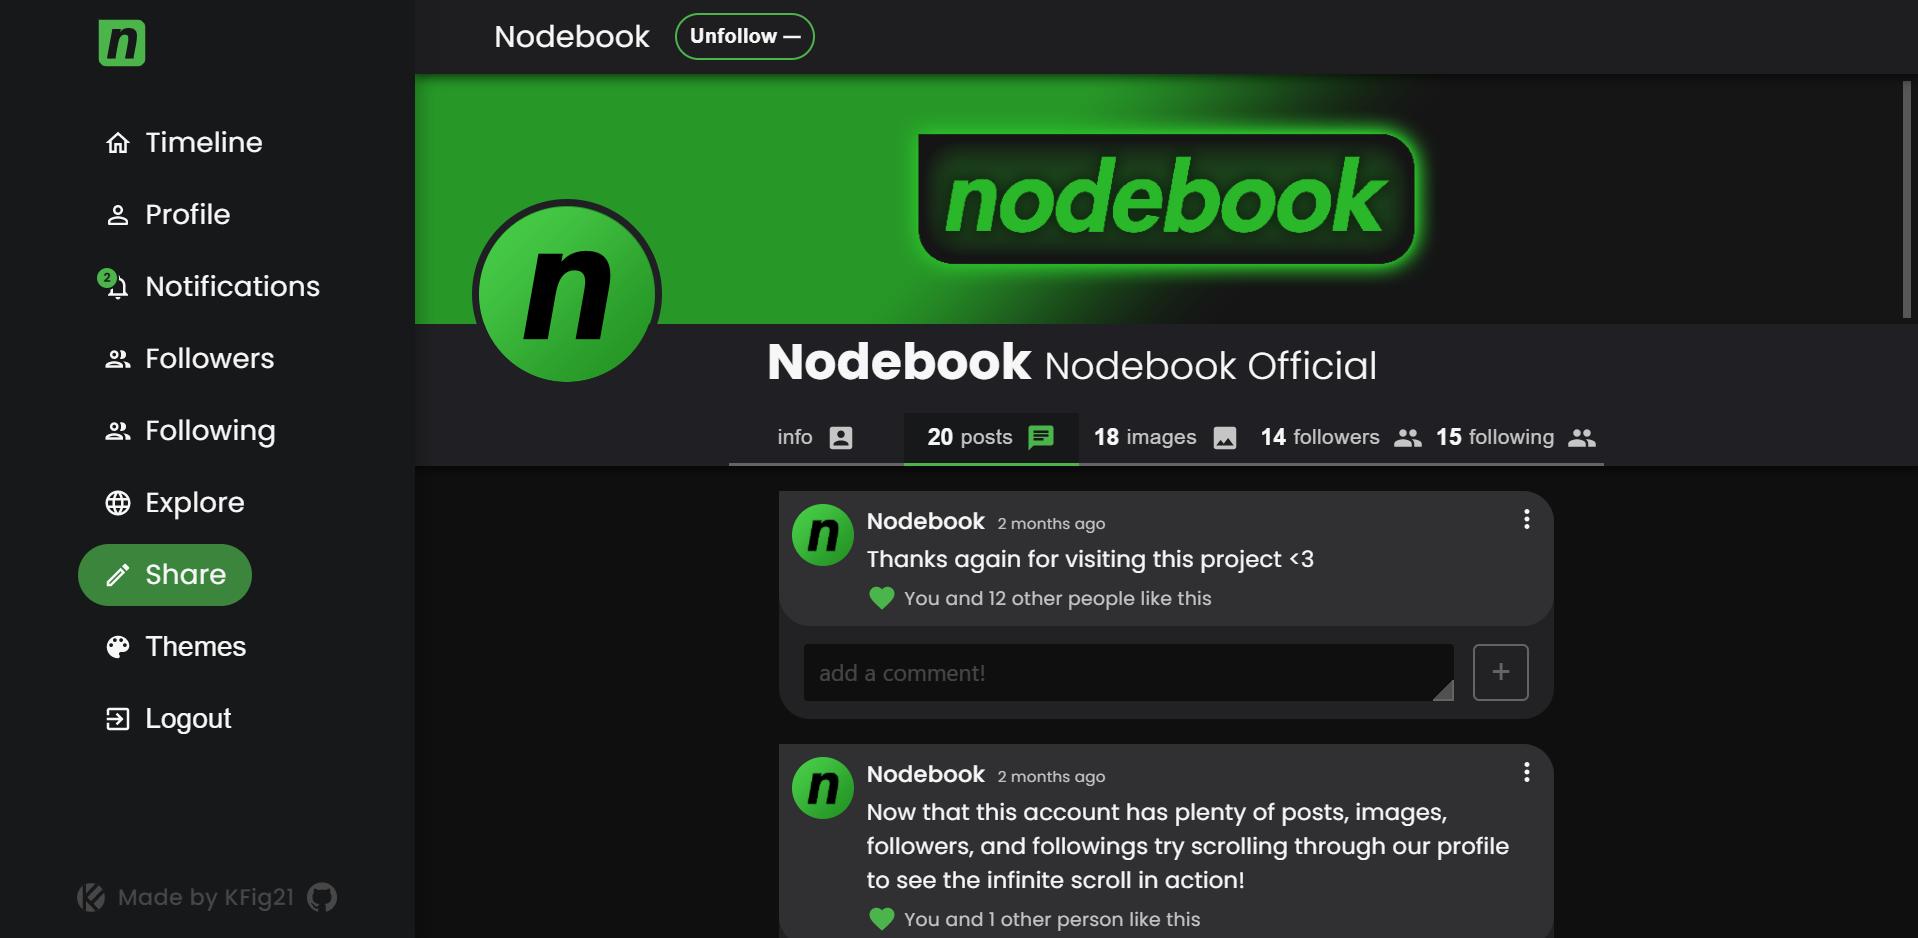 n
Timeline
Profile
2
Notifications
Followers
Following
Explore
Share
Themes
Logout
Made by KFig21
Nodebook Unfollow —
nodebook
n
Nodebook Nodebook Official
info 20 posts 18 images 14 followers 15 following
n
Nodebook 2 months ago
Thanks again for visiting this project <3
You and 12 other people like this
add a comment! +
n
Nodebook 2 months ago
Now that this account has plenty of posts, images,
followers, and followings try scrolling through our profile
to see the infinite scroll in action!
You and 1 other person like this